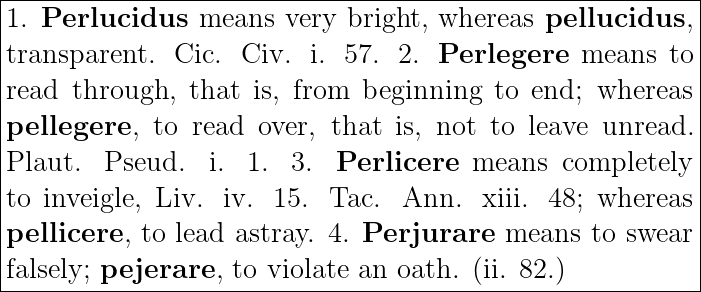 1. Perlucidus means very bright, whereas pellucidus,
transparent. Cic. Civ. i. 57. 2. Perlegere means to
read through, that is, from beginning to end; whereas
pellegere, to read over, that is, not to leave unread.
Plaut. Pseud. i. 1. 3. Perlicere means completely
to inveigle, Liv. iv. 15. Tac. Ann. xiii. 48; whereas
pellicere, to lead astray. 4. Perjurare means to swear
falsely; pejerare, to violate an oath. (ii. 82.)